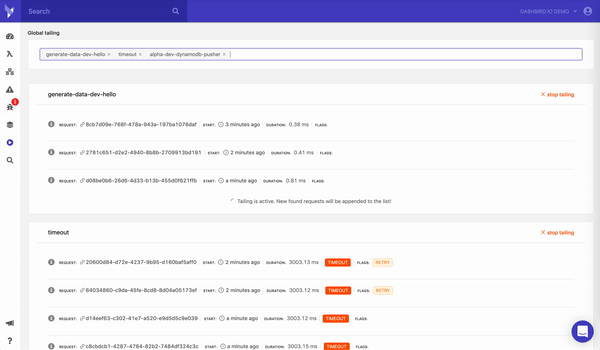 Search
DASHBIRD.IO DEMO
Global tailing
generate-data-dev-hello × timeout × alpha-dev-dynamodb-pusher ×
2
generate-data-dev-hello × stop tailing
REQUEST: 8cb7d09e-768f-478a-943a-197ba1076daf START: 3 minutes ago DURATION: 0.38 ms FLAGS:
REQUEST: 2781c651-d2e2-4940-8b8b-2709913bd191 START: 2 minutes ago DURATION: 0.41 ms FLAGS:
REQUEST: d08be0b6-26d6-4d33-b13b-455d0f621ffb START: a minute ago DURATION: 0.81 ms FLAGS:
Tailing is active. New found requests will be appended to the list!
timeout × stop tailing
REQUEST: 20600d84-d72e-4237-9b95-d160baf5aff0 START: 2 minutes ago DURATION: 3003.13 ms TIMEOUT FLAGS: RETRY
REQUEST: 64034860-c9da-45fe-8cd8-8d04a05173ef START: 2 minutes ago DURATION: 3003.12 ms TIMEOUT FLAGS: RETRY
REQUEST: d14eef63-c302-41e7-a520-e9d5d5c9e039 START: a minute ago DURATION: 3003.12 ms TIMEOUT FLAGS:
REQUEST: c8cbdcb1-4287-4764-82b2-7484df324c3c START: a minute ago DURATION: 3003.15 ms TIMEOUT FLAGS: